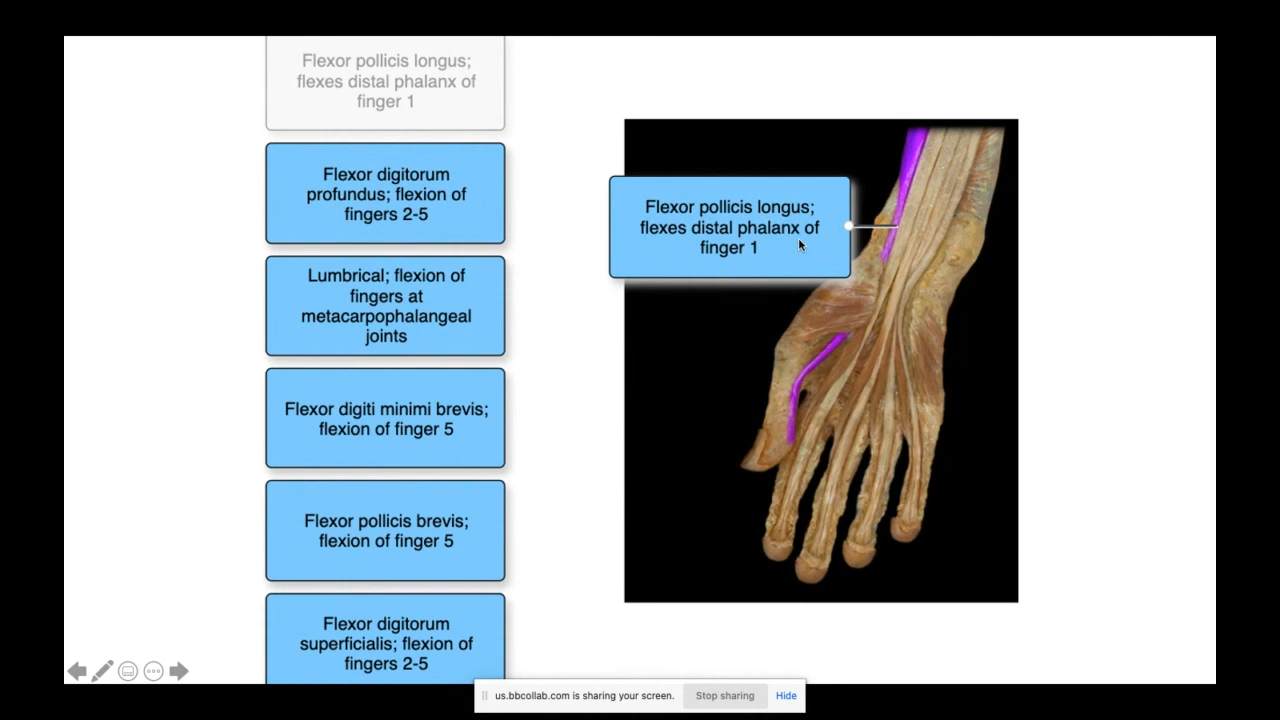 Flexor pollicis longus;
flexes distal phalanx of
finger 1
Flexor digitorum
profundus; flexion of
fingers 2-5
Lumbrical; flexion of
fingers at
metacarpophalangeal
joints
Flexor digiti minimi brevis;
flexion of finger 5
Flexor pollicis brevis;
flexion of finger 5
Flexor digitorum
superficialis; flexion of
fingers 2-5
Flexor pollicis longus;
flexes distal phalanx of
finger 1
us.bbcollab.com is sharing your screen.
Stop sharing
Hide